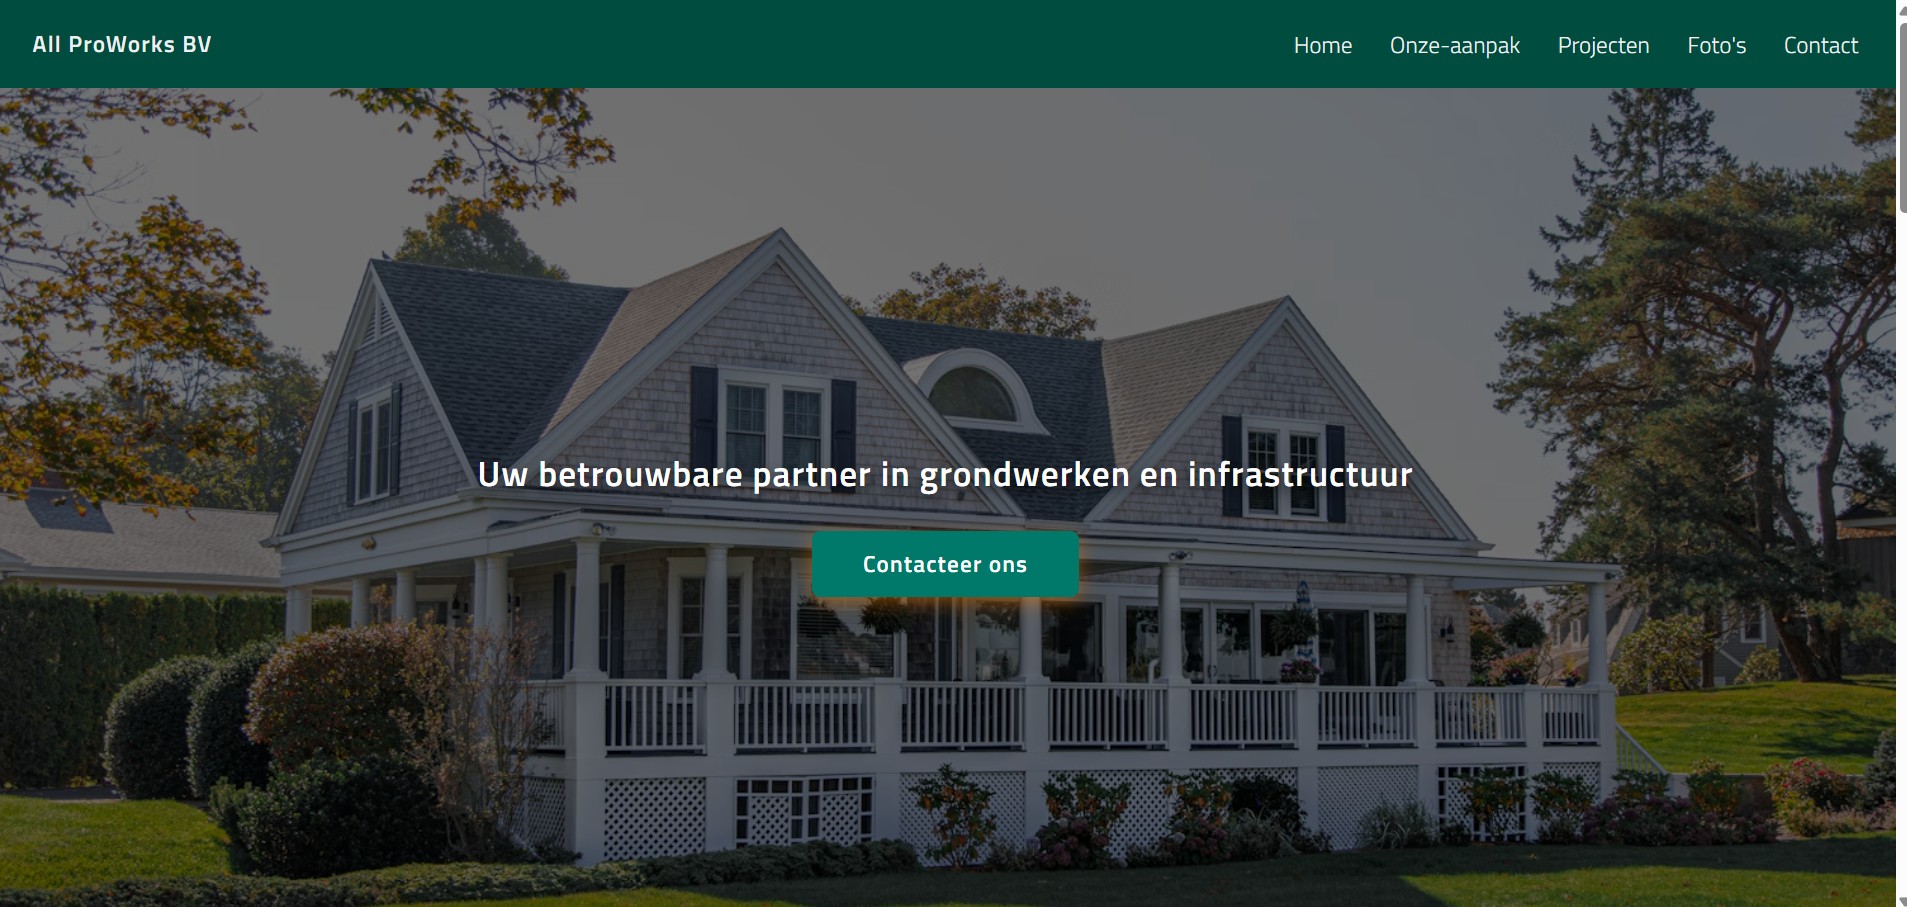 All ProWorks BV
Home Onze-aanpak Projecten Foto's Contact
Uw betrouwbare partner in grondwerken en infrastructuur
Contacteer ons